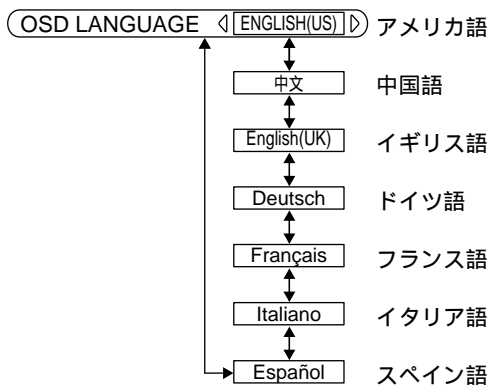 OSD LANGUAGE ENGLISH(US) アメリカ語
中文 中国語
English(UK) イギリス語
Deutsch ドイツ語
Français フランス語
Italiano イタリア語
Español スペイン語